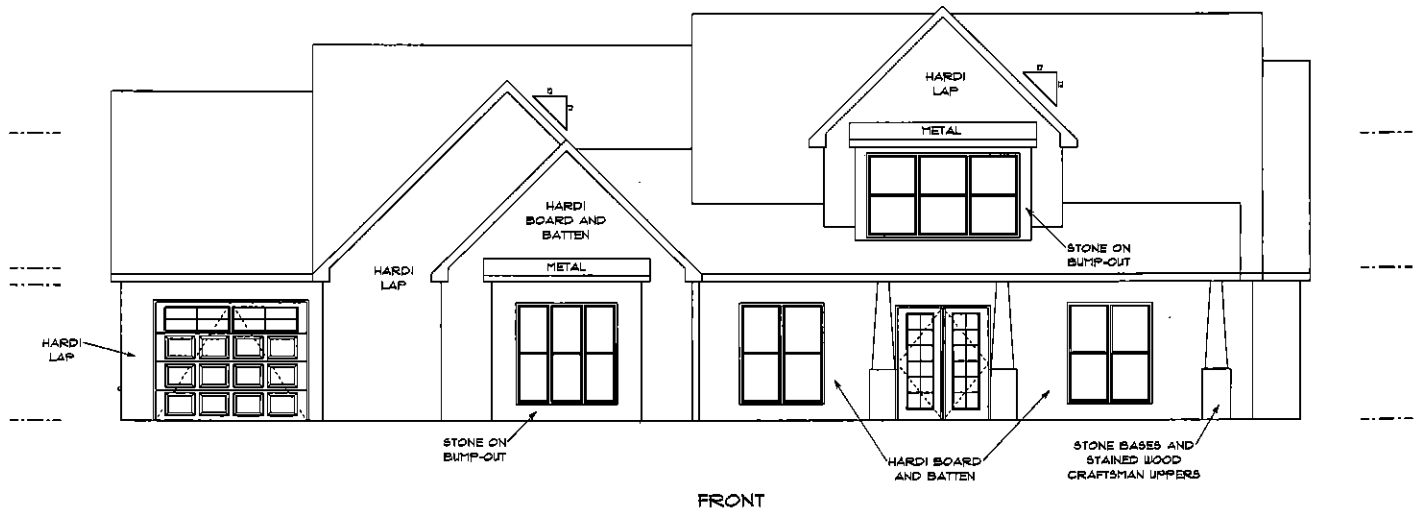 HARDI
LAP
METAL
HARDI
BOARD AND
BATTEN
STONE ON
BUMP-OUT
HARDI
LAP
METAL
HARDI
LAP
STONE ON
BUMP-OUT
HARDI BOARD
AND BATTEN
STONE BASES AND
STAINED WOOD
CRAFTSMAN UPPERS
FRONT